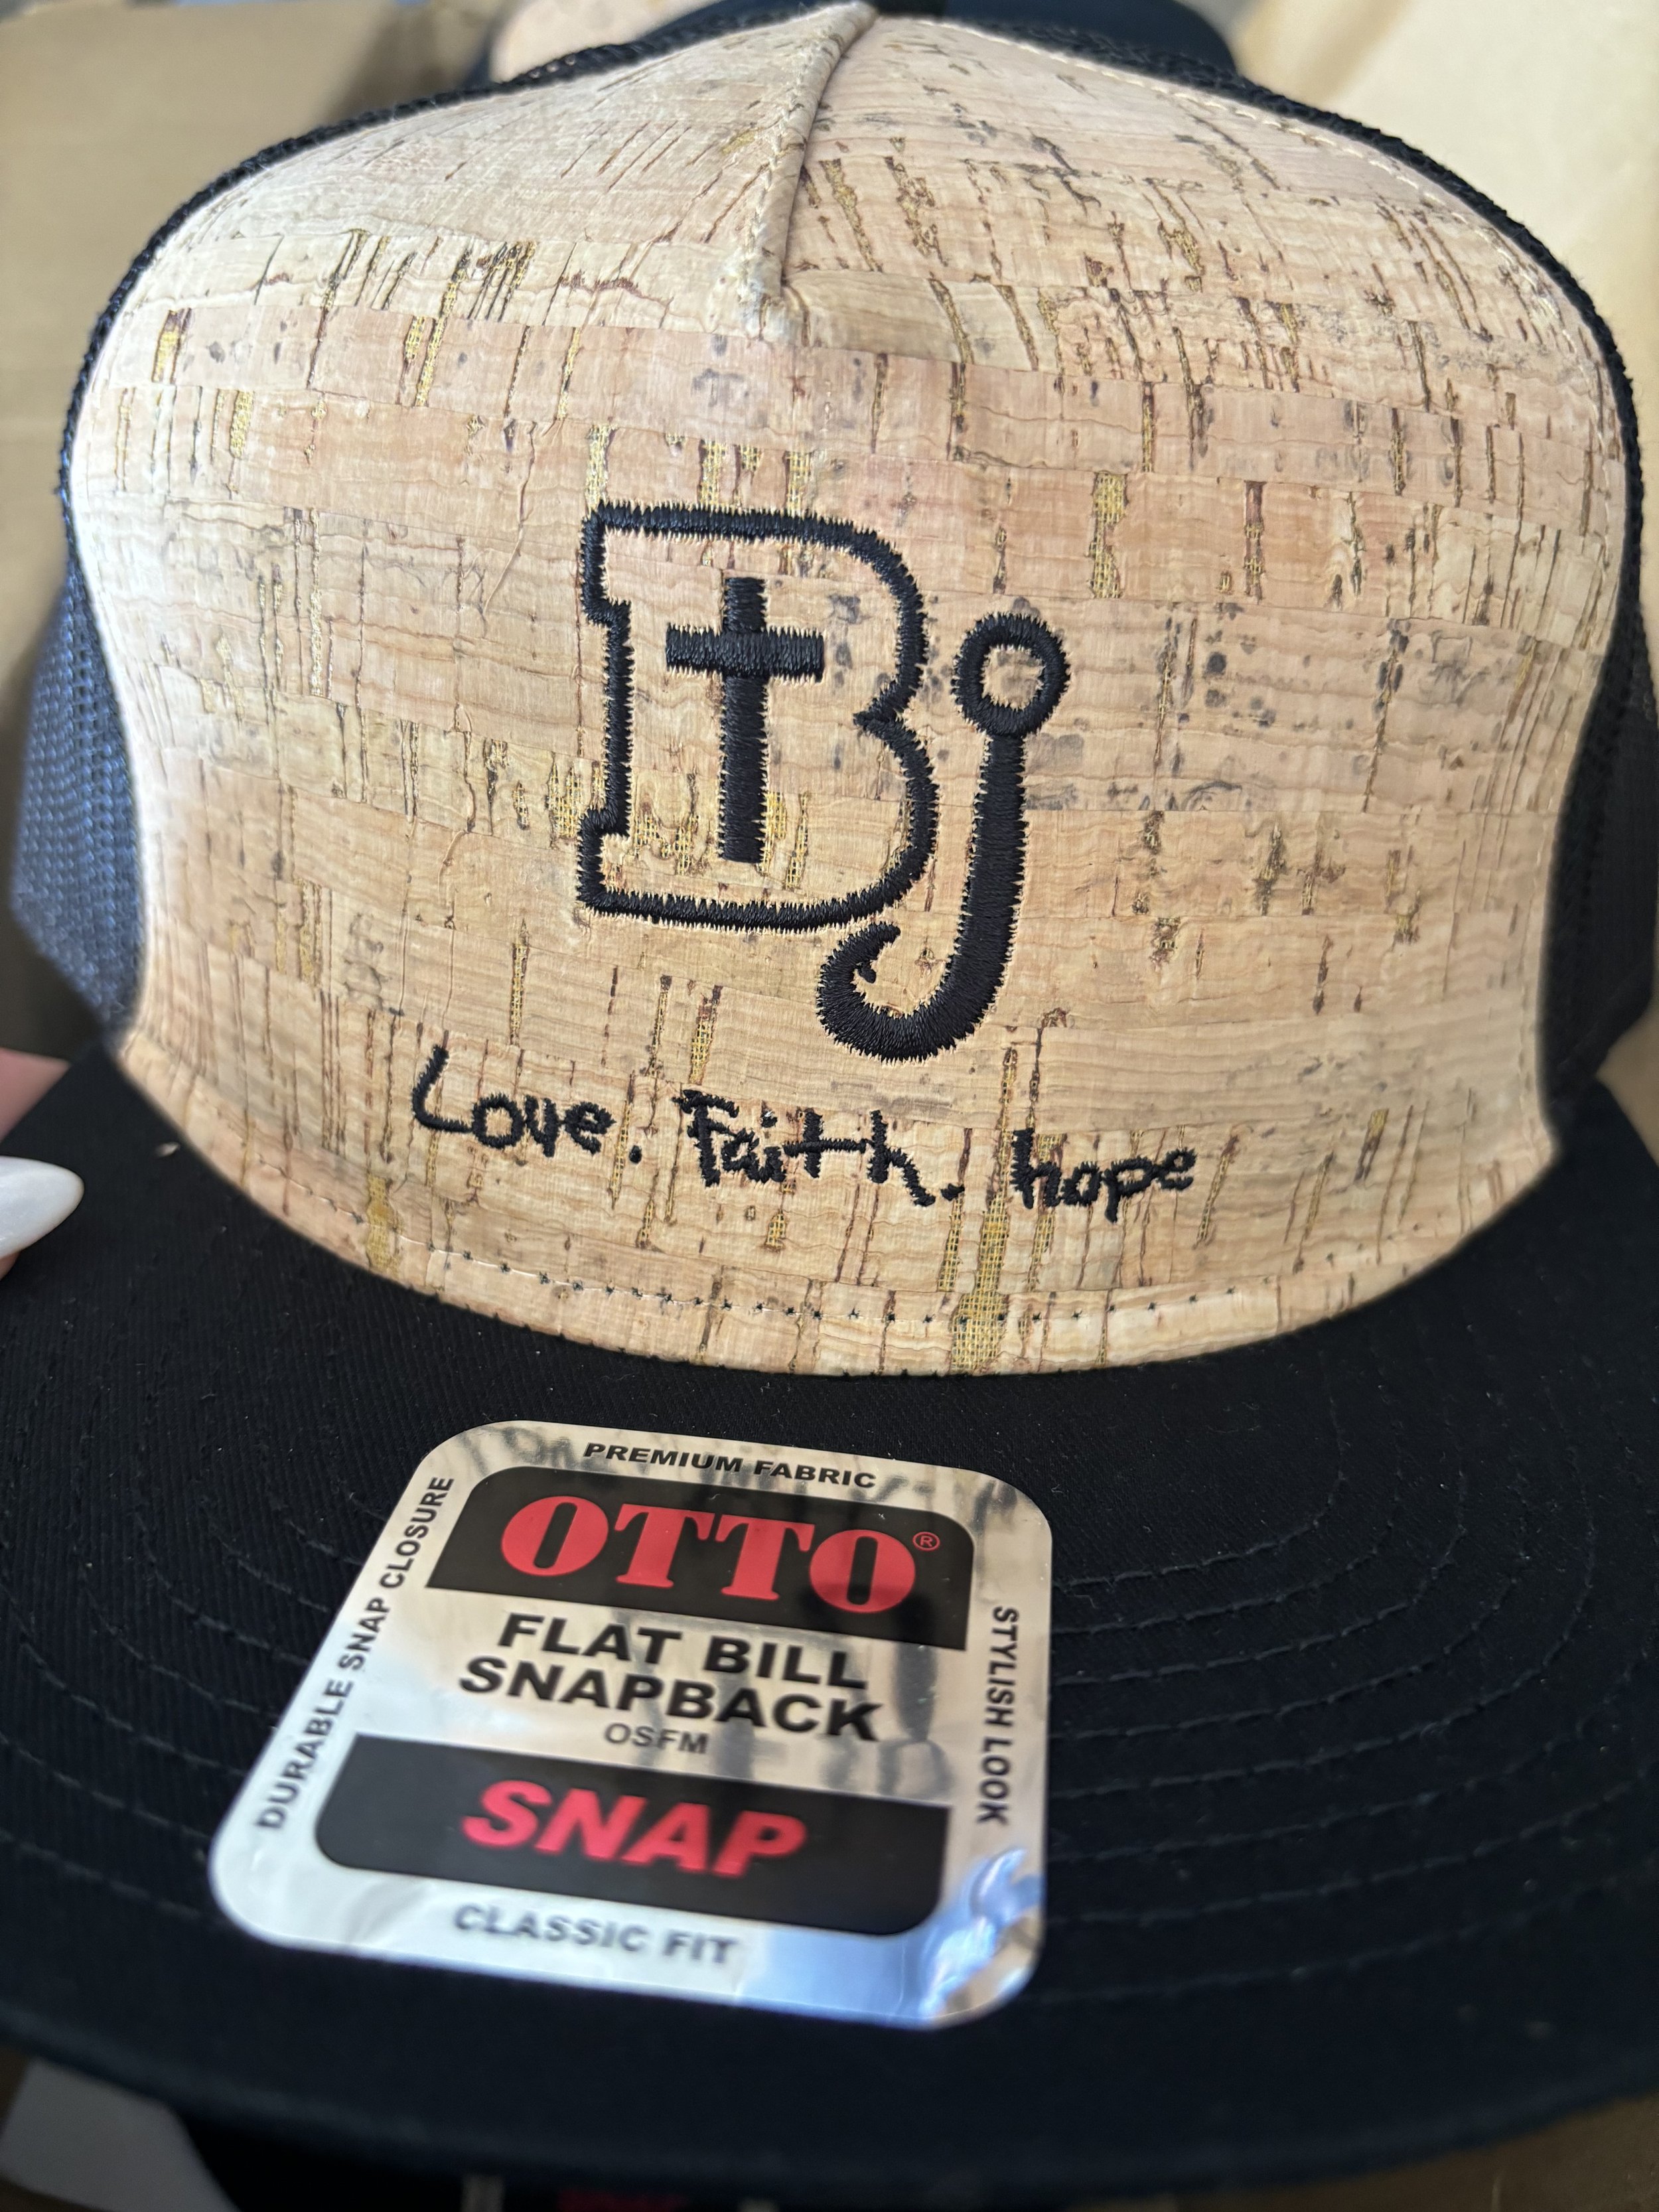 Bj
Love. Faith. hope
PREMIUM FABRIC
DURABLE SNAP CLOSURE
OTTO®
FLAT BILL
SNAPBACK
OSFM
SNAP
STYLISH LOOK
CLASSIC FIT